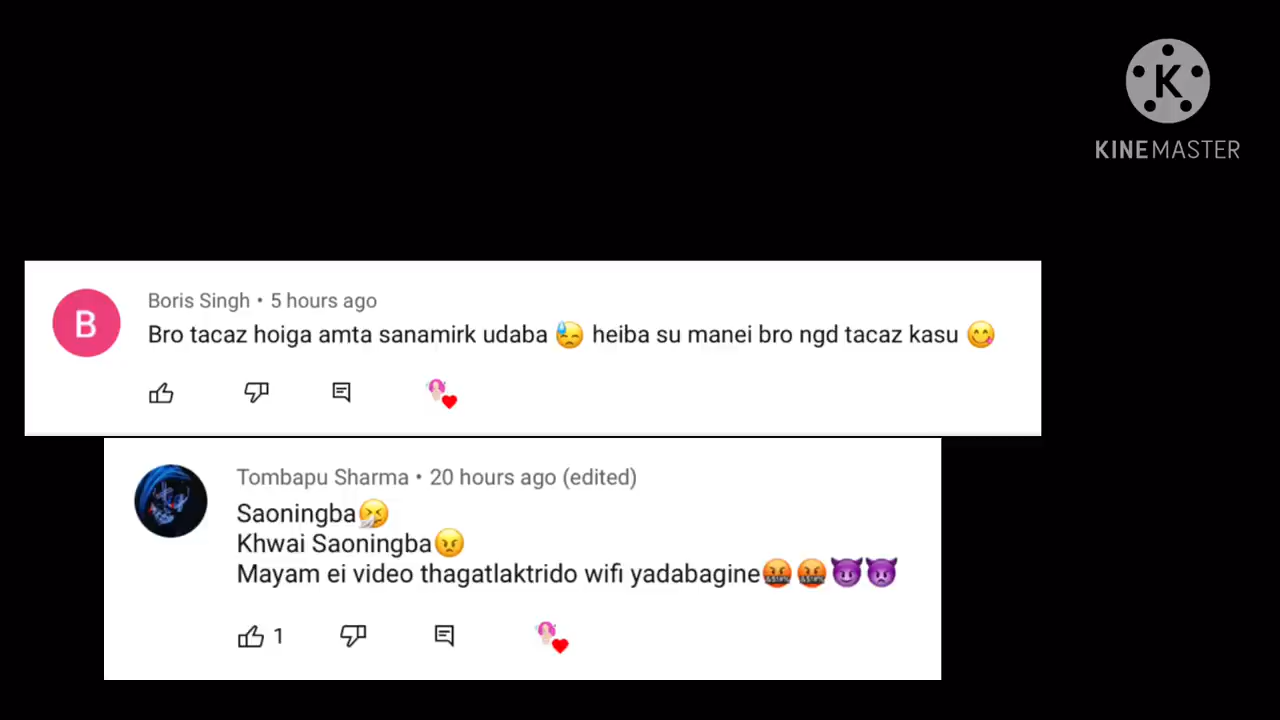 K
KINEMASTER
B
Boris Singh • 5 hours ago
Bro tacaz hoiga amta sanamirk udaba 😓 heiba su manei bro ngd tacaz kasu 😋
Tombapu Sharma • 20 hours ago (edited)
Saoningba🤧
Khwai Saoningba😠
Mayam ei video thagatlaktrido wifi yadabagine🤬🤬😈👿
1